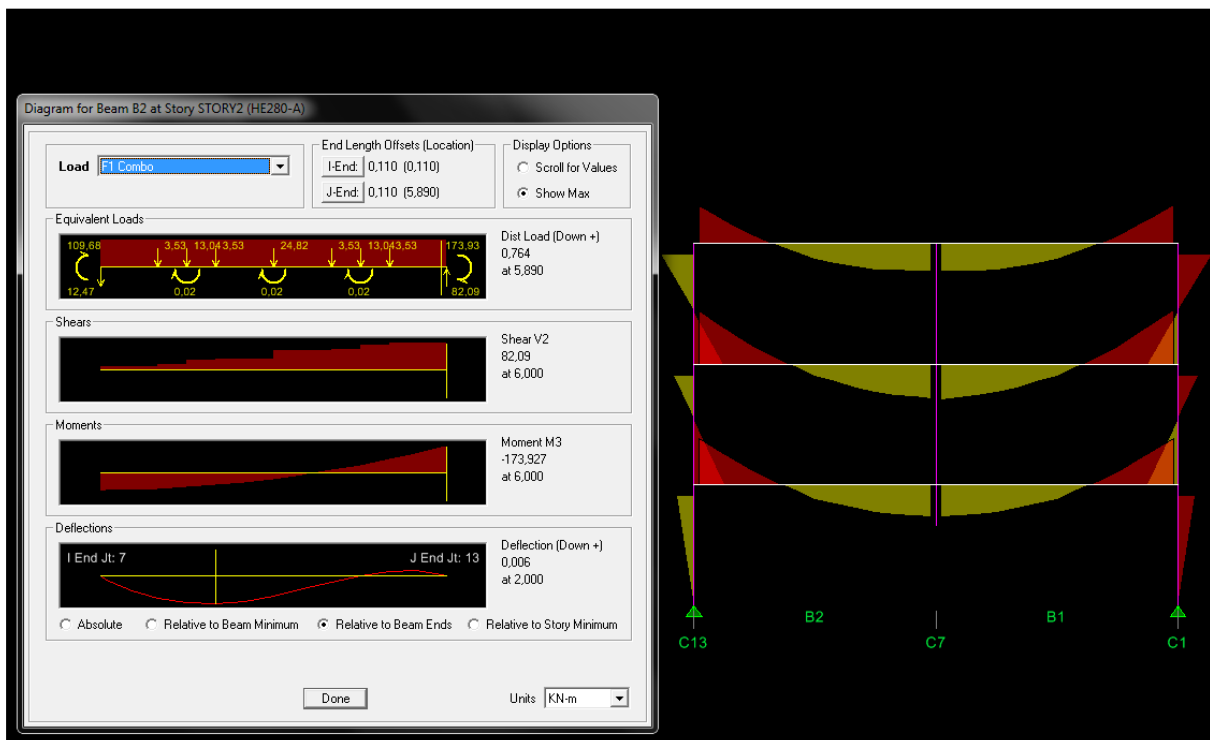 Diagram for Beam B2 at Story STORY2 (HE280-A)
Load F1 Combo
End Length Offsets (Location)
I-End: 0,110 (0,110)
J-End: 0,110 (5,890)
Display Options
Scroll for Values
Show Max
Equivalent Loads
109,68 3,53 13,043,53 24,82 3,53 13,043,53 173,93
12,47 0,02 0,02 0,02 82,09
Dist Load (Down +)
0,764
at 5,890
Shears
Shear V2
82,09
at 6,000
Moments
Moment M3
-173,927
at 6,000
Deflections
I End Jt: 7 J End Jt: 13
Deflection (Down +)
0,006
at 2,000
Absolute Relative to Beam Minimum Relative to Beam Ends Relative to Story Minimum
Done Units KN-m
B2 B1
C13 C7 C1